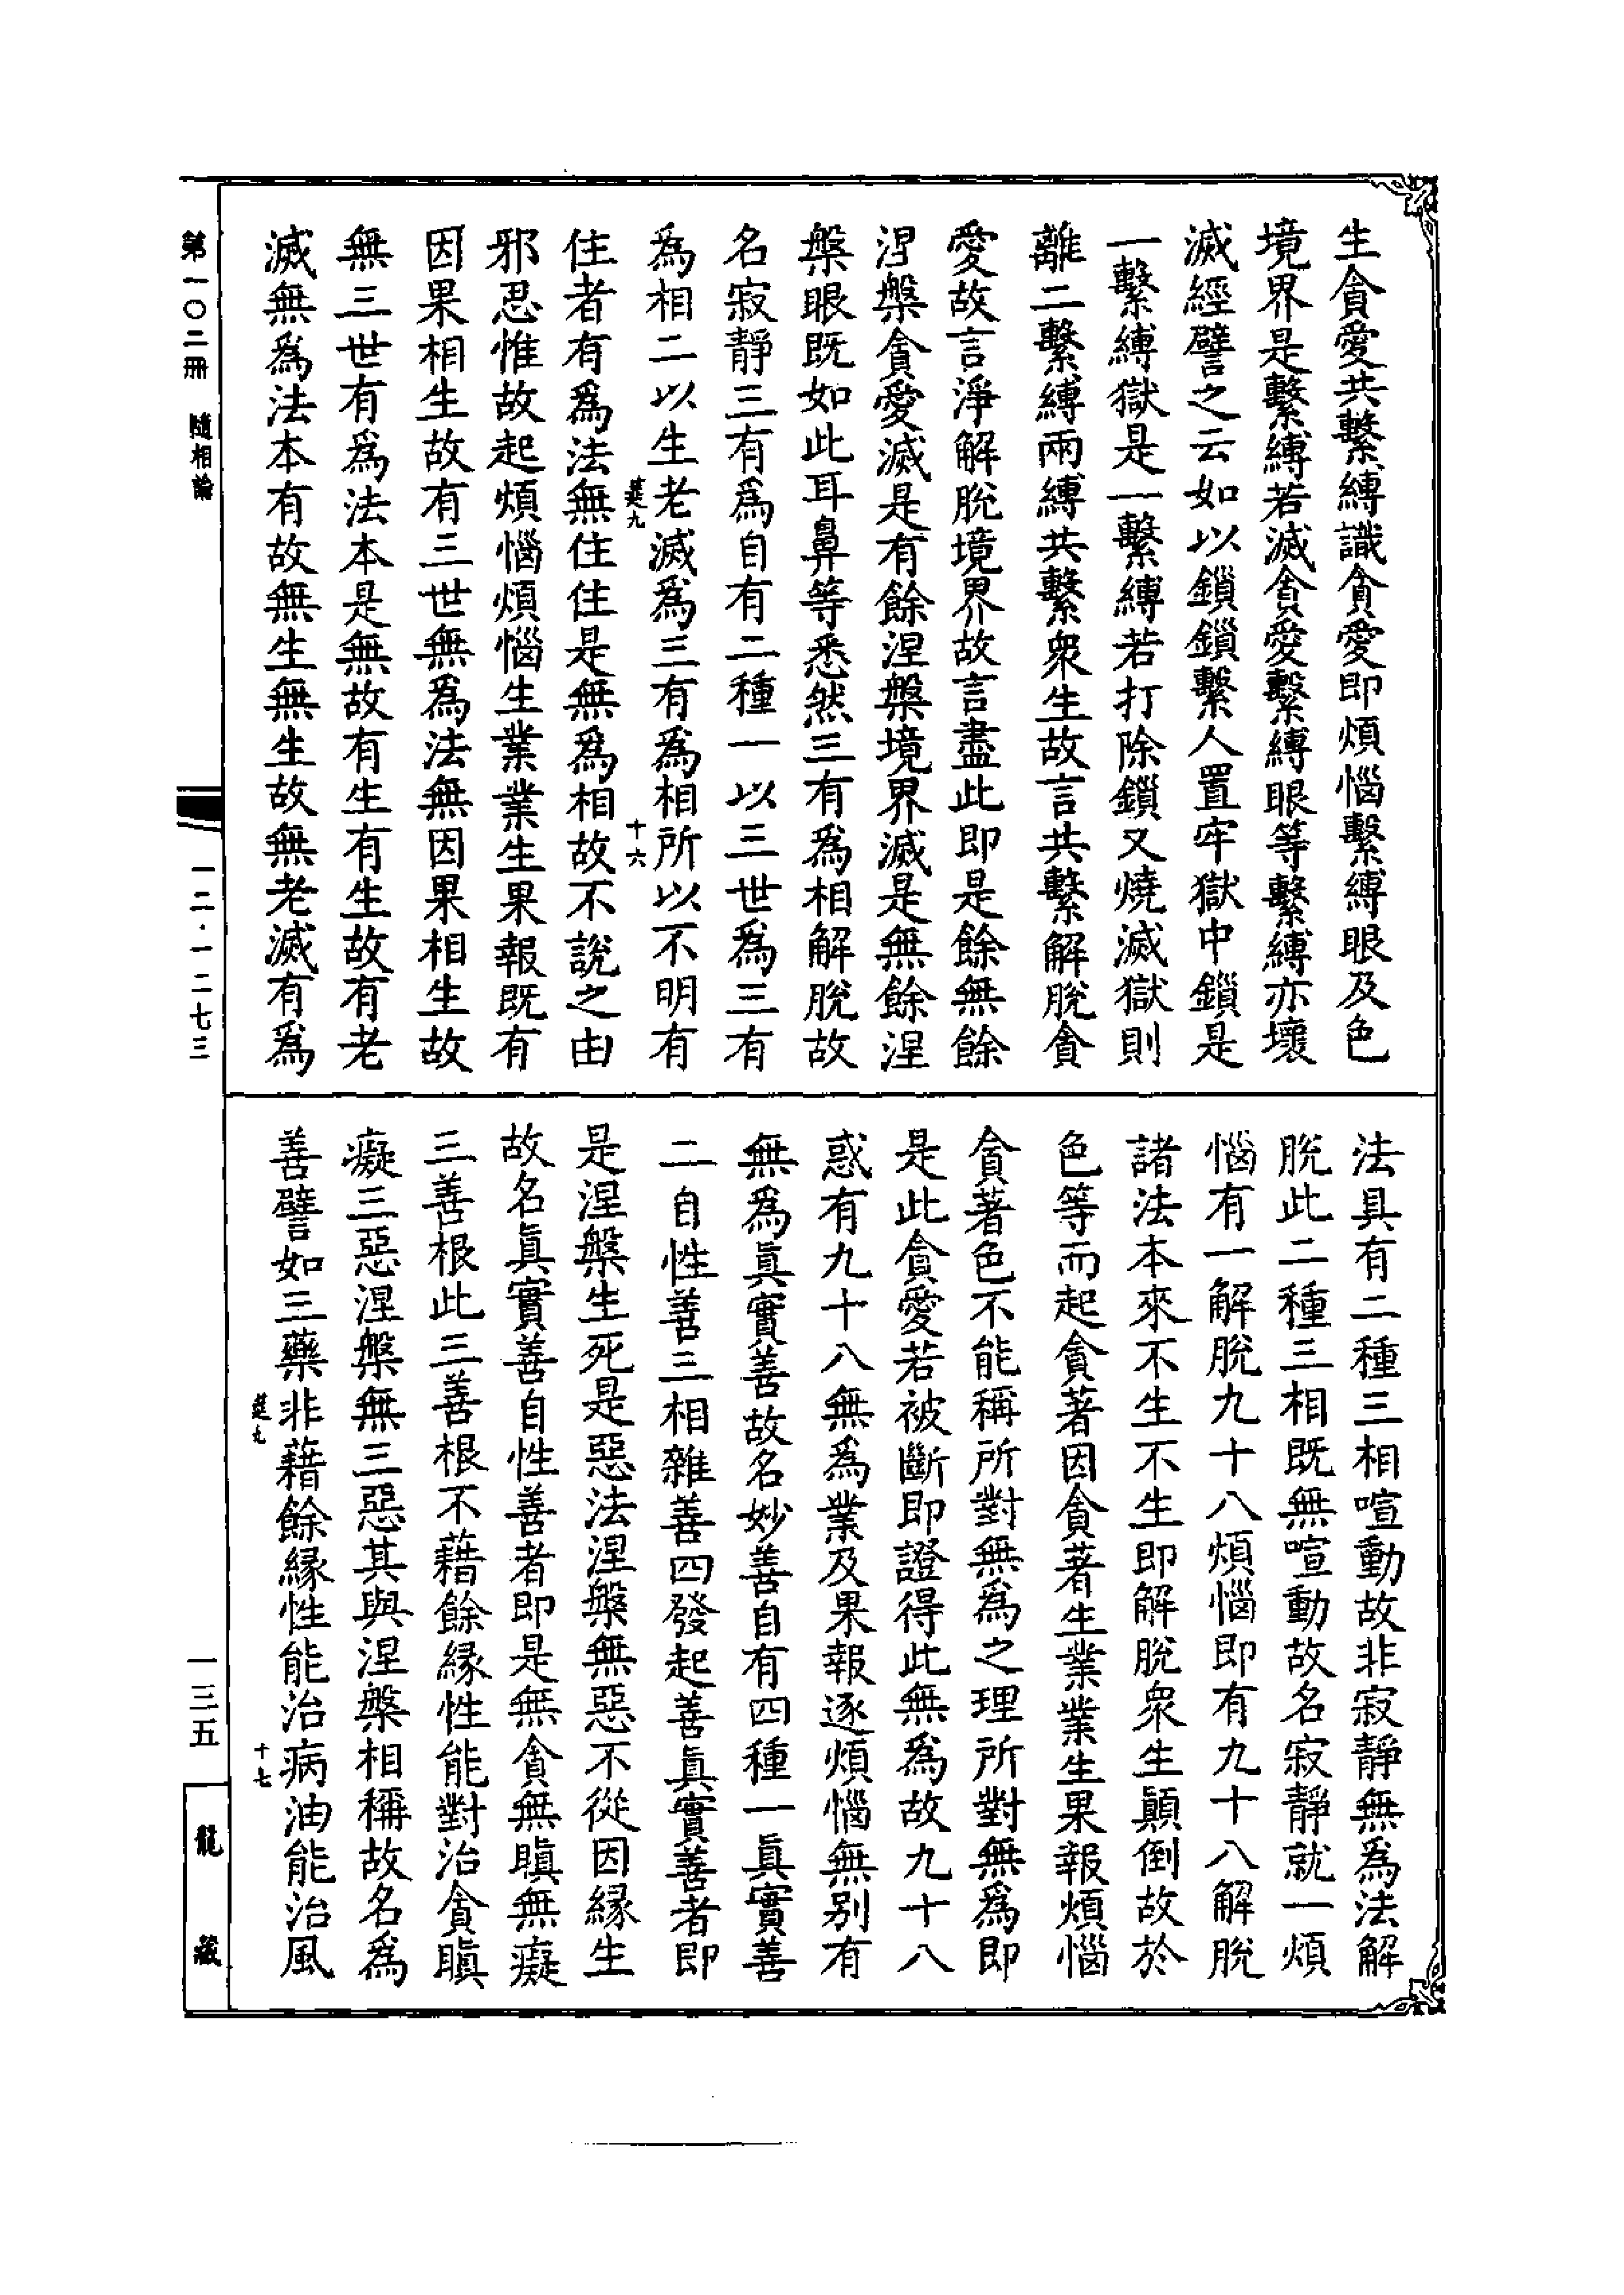 生貪愛共繫縛識貪愛即煩惱繫縛眼及色
境界是繫縛若滅貪愛繫縛眼等繫縛亦壞
滅經譬之云如以鎖鎖繫人置牢獄中鎖是
一繫縛獄是一繫縛若打除鎖又燒滅獄則
離二繫縛兩縛共繫衆生故言共繫解脫貪
愛故言淨解脫境界故言盡此即是餘無餘
涅槃貪愛滅是有餘涅槃境界滅是無餘涅
槃眼既如此耳鼻等悉然三有爲相解脫故
名寂靜三有爲自有二種一以三世爲三有
爲相二以生老滅爲三有爲相所以不明有
住者有爲法無住住是無爲相故不說之由
邪忍惟故起煩惱煩惱生業業生果報既有
因果相生故有三世無爲法無因果相生故
無三世有爲法本是無故有生有生故有老
滅無爲法本有故無生無生故無老滅有爲
法具有二種三相喧動故非寂靜無爲法解
脫此二種三相既無喧動故名寂靜就一煩
惱有一解脫九十八煩惱即有九十八解脫
諸法本來不生不生即解脫衆生顛倒故於
色等而起貪著因貪著生業業生果報煩惱
貪著色不能稱所對無爲之理所對無爲即
是此貪愛若被斷即證得此無爲故九十八
惑有九十八無爲業及果報逐煩惱無別有
無爲眞實善故名妙善自有四種一眞實善
二自性善三相雜善四發起善眞實善者即
是涅槃生死是惡法涅槃無惡不從因緣生
故名眞實善自性善者即是無貪無瞋無癡
三善根此三善根不藉餘緣性能對治貪瞋
癡三惡涅槃無三惡其與涅槃相稱故名爲
善譬如三藥非藉餘緣性能治病油能治風
第一〇二冊 隨相論
一二·一二七三
一三五
龍藏
十六
十七